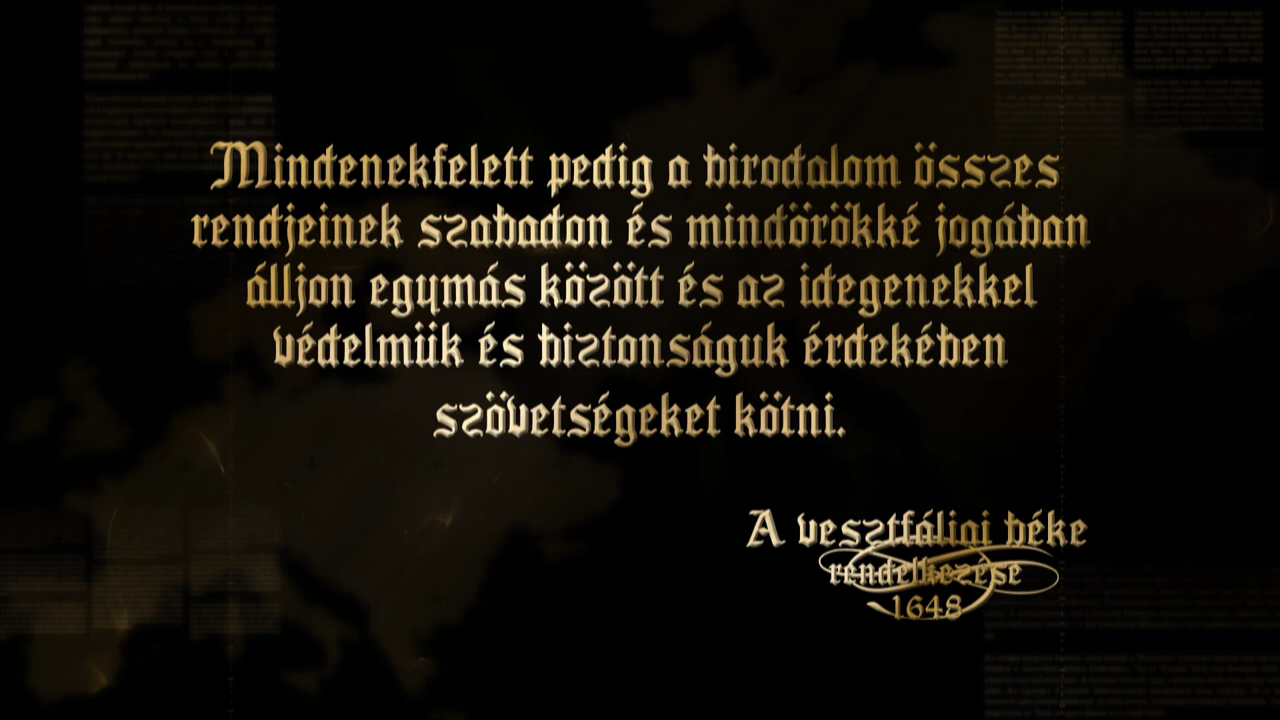 Mindenekfelett pedig a birodalom összes
rendjeinek szabadon és mindörökké jogában
álljon egymás között és az idegenekkel
védelmük és biztonságuk érdekében
szövetségeket kötni.
A vesztfáliai béke
rendelkezése
1648